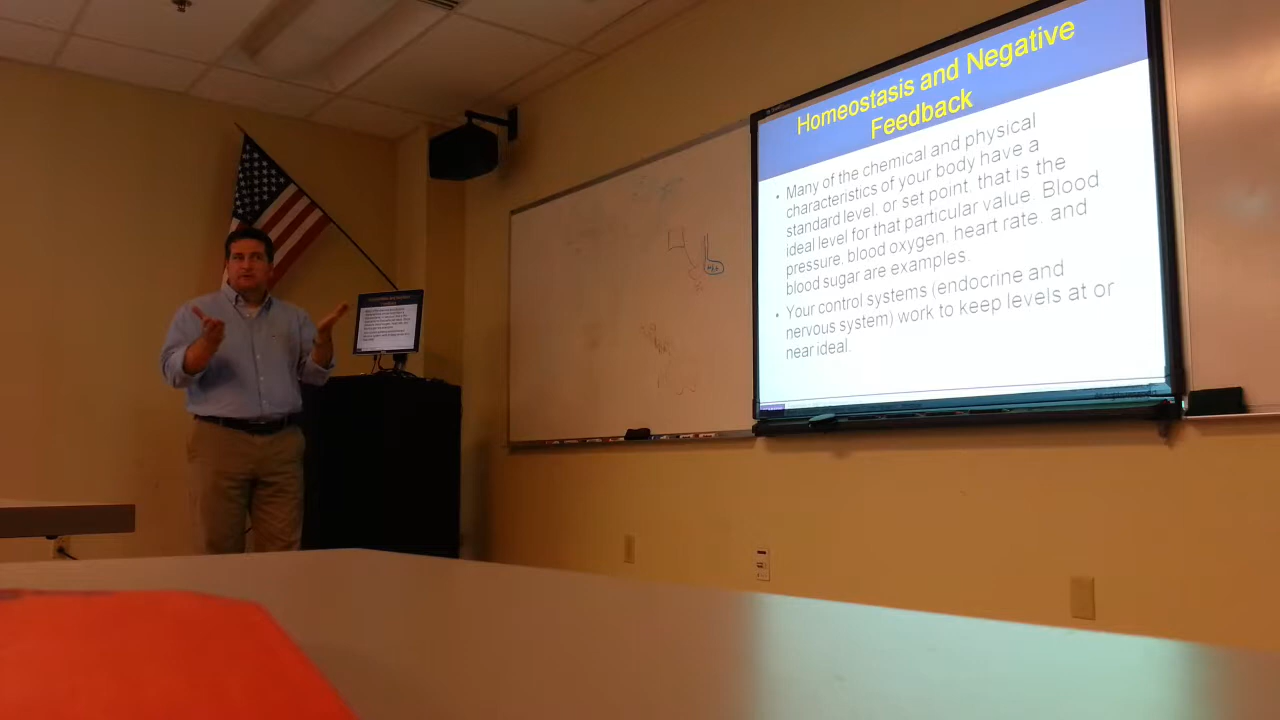 Homeostasis and Negative
Feedback
• Many of the chemical and physical
characteristics of your body have a
standard level, or set point, that is the
ideal level for that particular value. Blood
pressure, blood oxygen, heart rate, and
blood sugar are examples.
• Your control systems (endocrine and
nervous system) work to keep levels at or
near ideal.